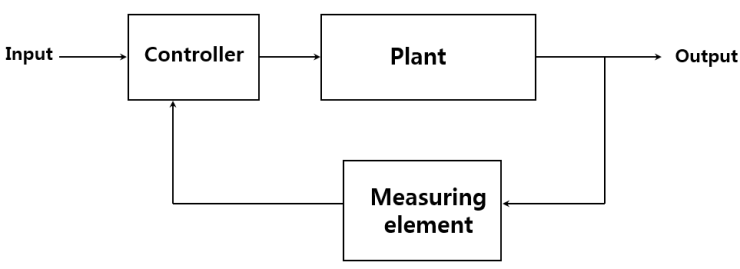 Input
Controller
Plant
Output
Measuring
element